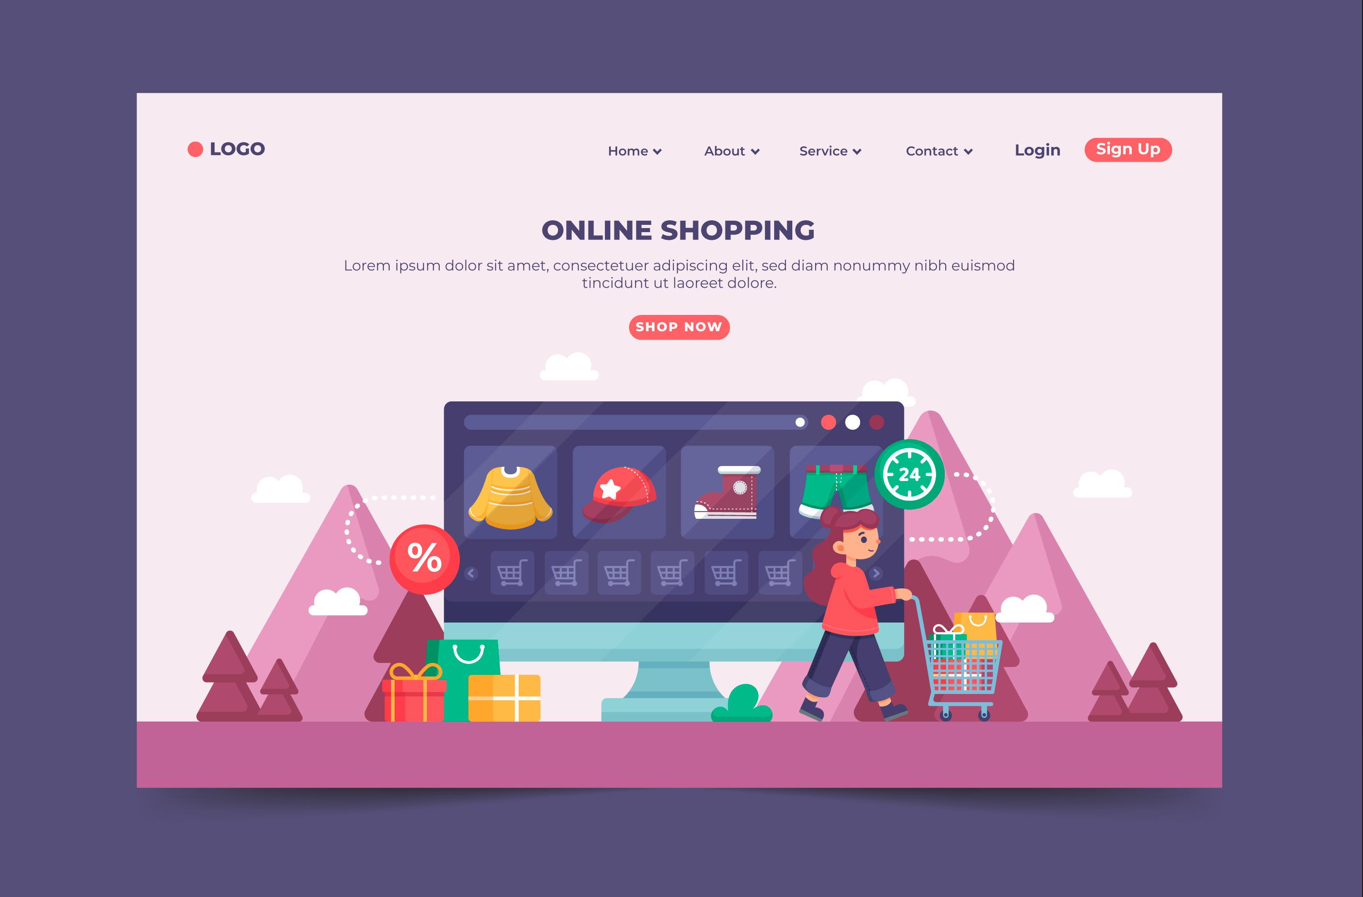 LOGO
Home
About
Service
Contact
Login
Sign Up
ONLINE SHOPPING
Lorem ipsum dolor sit amet, consectetuer adipiscing elit, sed diam nonummy nibh euismod
tincidunt ut laoreet dolore.
SHOP NOW
24
%